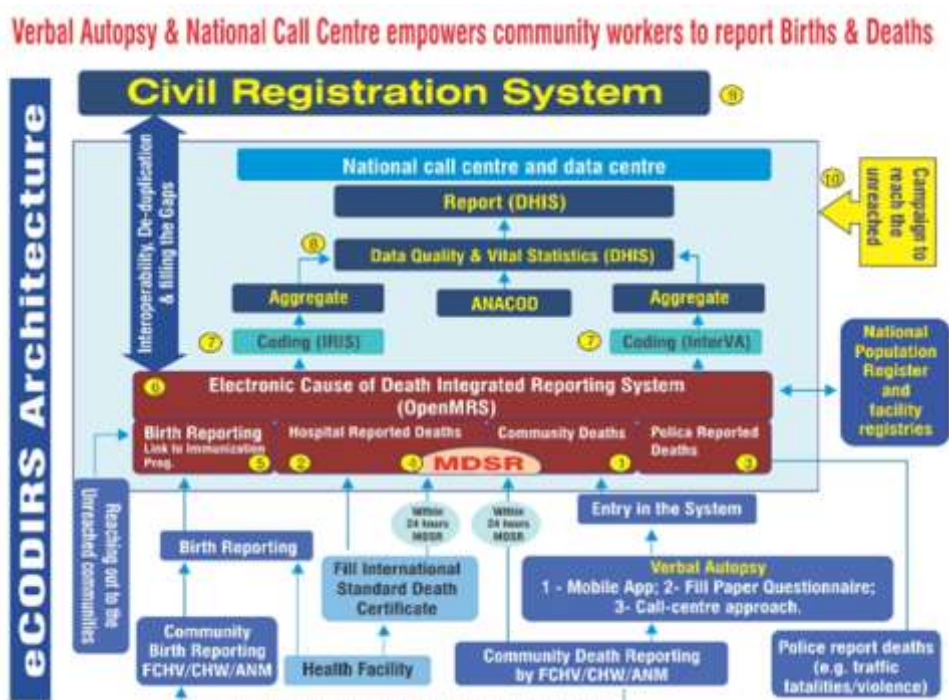 Verbal Autopsy & National Call Centre empowers community workers to report Births & Deaths
eCODIRS Architecture
Civil Registration System
9
Interoperability, De-duplication
& filling the Gaps
National call centre and data centre
Report (DHIS)
8
Data Quality & Vital Statistics (DHIS)
Aggregate
ANACOD
Aggregate
7
Coding (IRIS)
7
Coding (InterVA)
10
Campaign to
reach the
unreached
National
Population
Register
and
facility
registries
6
Electronic Cause of Death Integrated Reporting System
(OpenMRS)
Birth Reporting
Link to Immunization
Prog.
5
Hospital Reported Deaths
2
4
MDSR
Community Deaths
1
Polica Reported
Deaths
3
Reaching out to the
Unreached communities
Birth Reporting
Within
24 hours
MDSR
Within
24 hours
MDSR
Entry in the System
Fill International
Standard Death
Certificate
Verbal Autopsy
1 - Mobile App; 2- Fill Paper Questionnaire;
3- Call-centre approach.
Community
Birth Reporting
FCHV/CHW/ANM
Health Facility
Community Death Reporting
by FCHV/CHW/ANM
Police report deaths
(e.g. traffic
fatalities/violence)